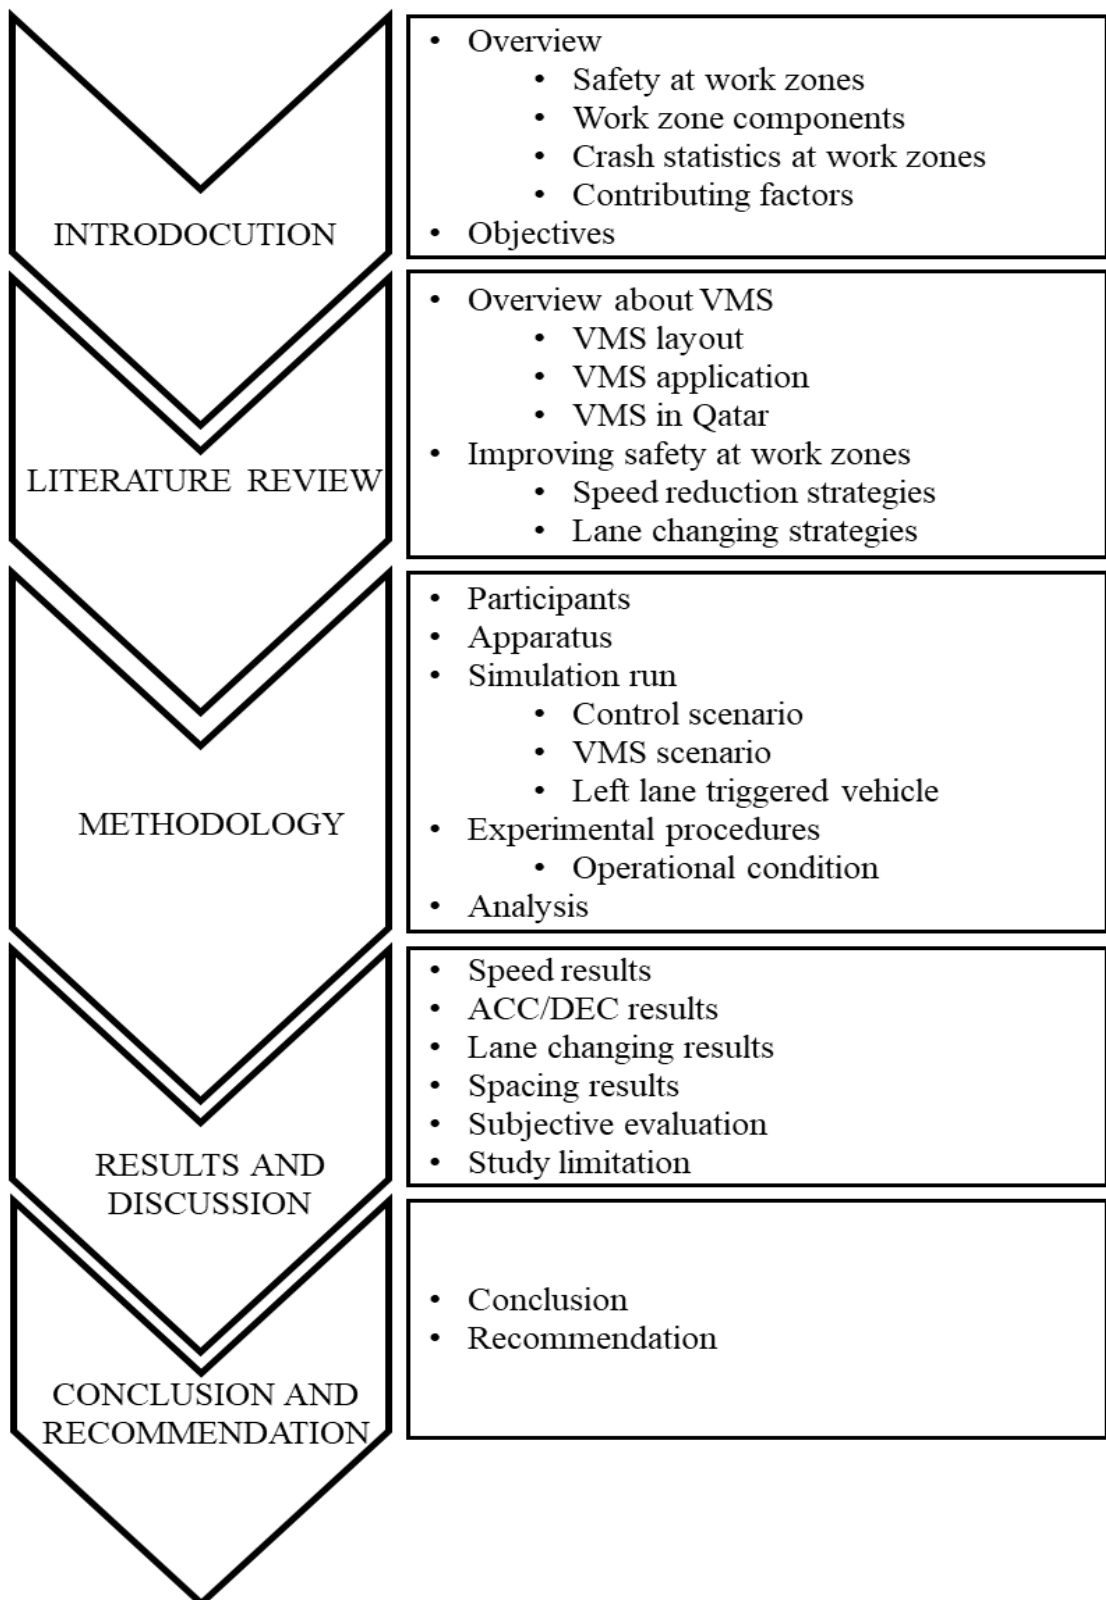 INTRODOCUTION
• Overview
• Safety at work zones
• Work zone components
• Crash statistics at work zones
• Contributing factors
• Objectives
LITERATURE REVIEW
• Overview about VMS
• VMS layout
• VMS application
• VMS in Qatar
• Improving safety at work zones
• Speed reduction strategies
• Lane changing strategies
METHODOLOGY
• Participants
• Apparatus
• Simulation run
• Control scenario
• VMS scenario
• Left lane triggered vehicle
• Experimental procedures
• Operational condition
• Analysis
RESULTS AND
DISCUSSION
• Speed results
• ACC/DEC results
• Lane changing results
• Spacing results
• Subjective evaluation
• Study limitation
CONCLUSION AND
RECOMMENDATION
• Conclusion
• Recommendation